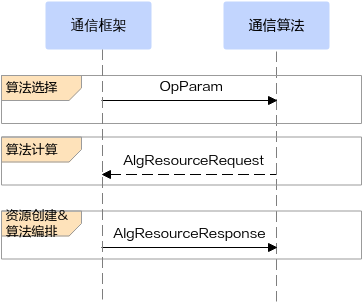 通信框架
通信算法
算法选择
OpParam
算法计算
AlgResourceRequest
资源创建&
算法编排
AlgResourceResponse